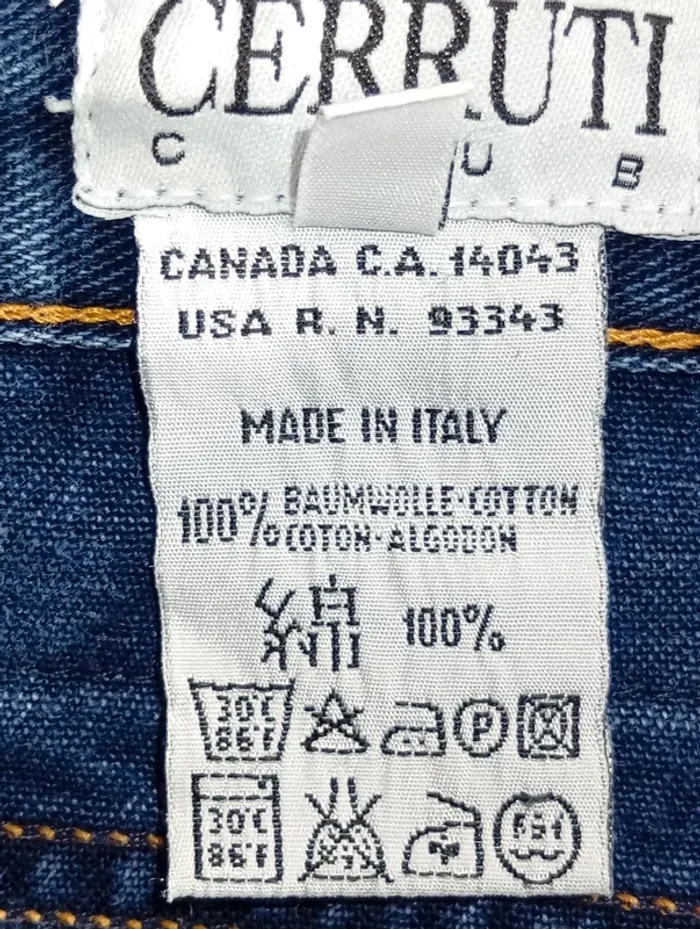 CERRUTI
C U B
CANADA C.A. 14043
USA R. N. 93343
MADE IN ITALY
100% BAUMWOLLE·COTTON
COTON·ALGODON
100%
30°C
86°F
P
30°C
86°F